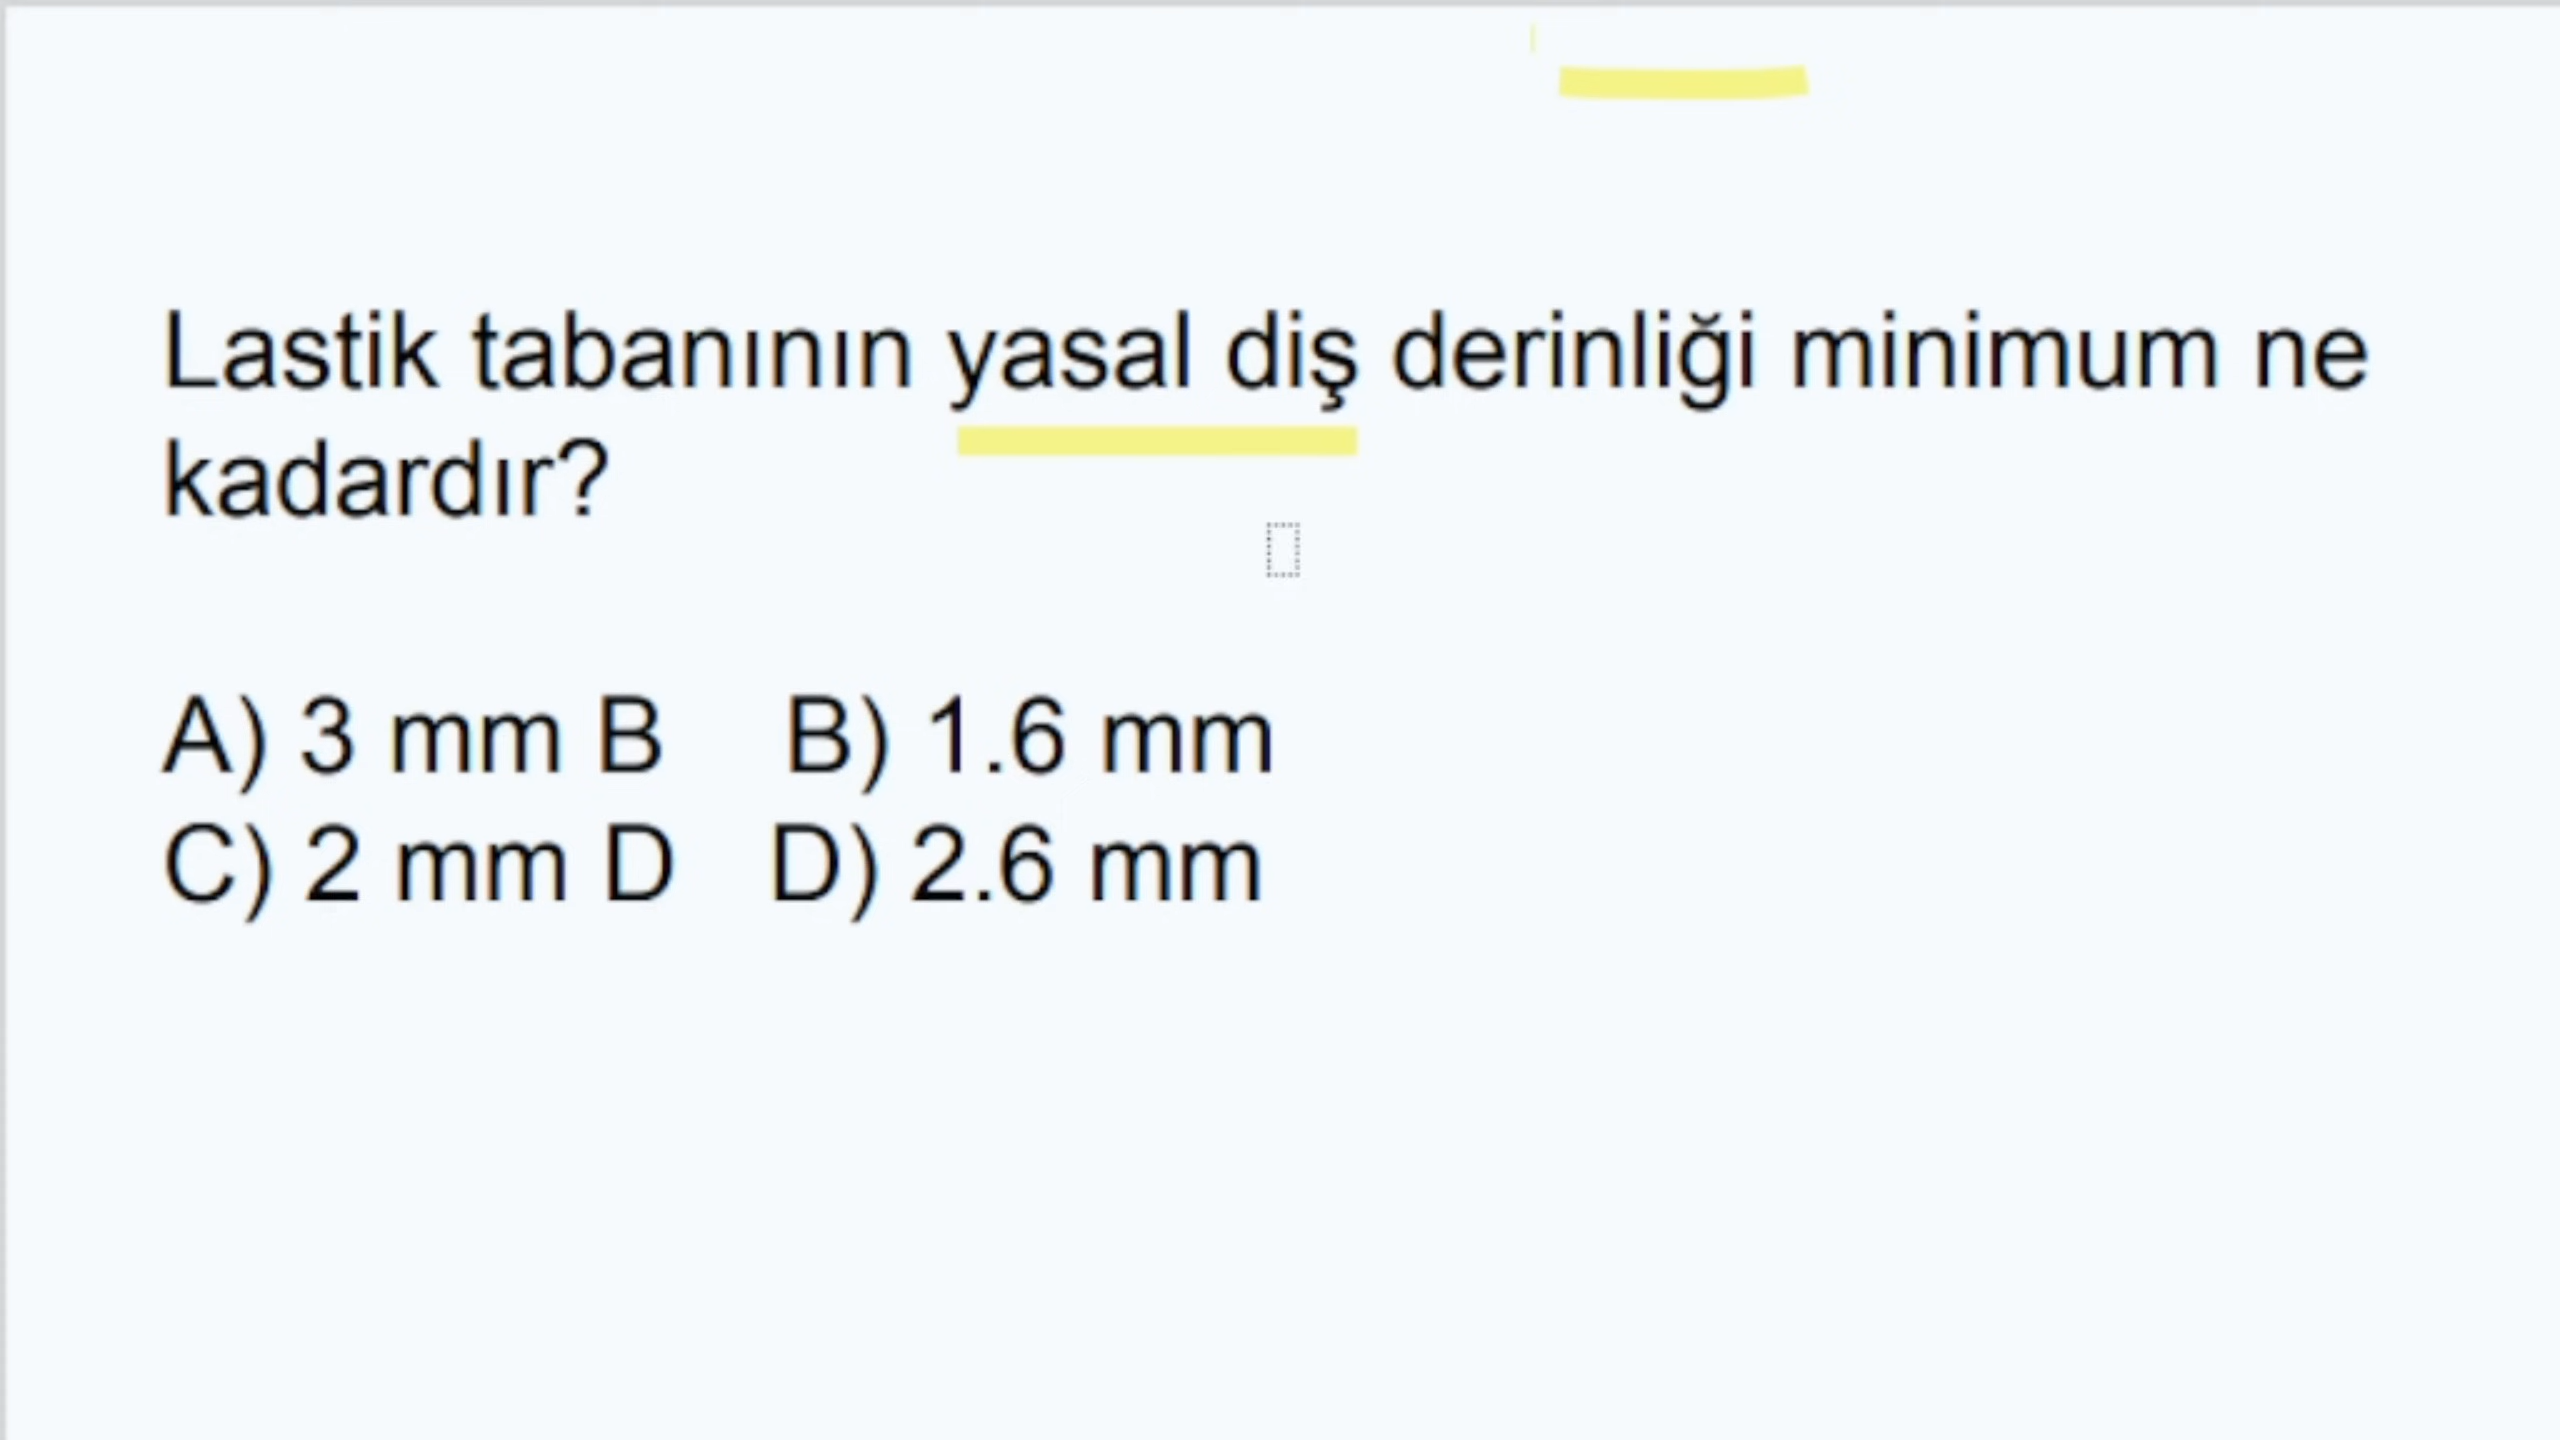 Lastik tabanının yasal diş derinliği minimum ne
kadardır?
A) 3 mm B    B) 1.6 mm
C) 2 mm D   D) 2.6 mm